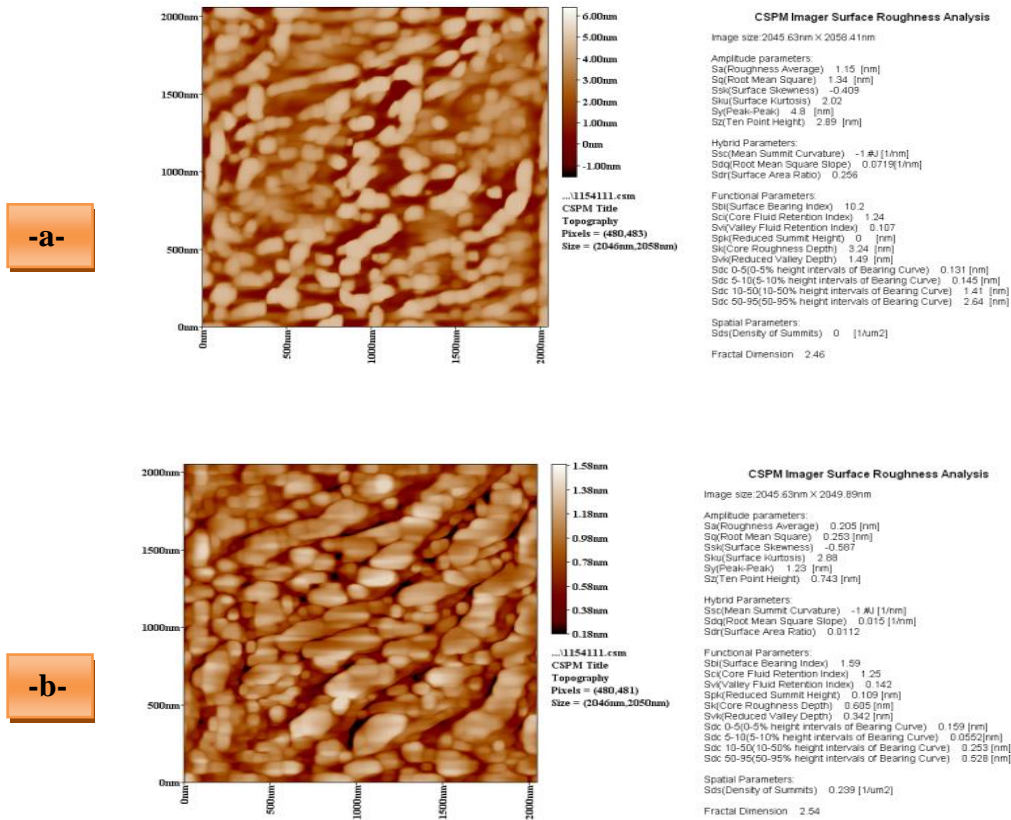 2000nm
1500nm
1000nm
500nm
0nm
0nm
500nm
1000nm
1500nm
2000nm
6.00nm
5.00nm
4.00nm
3.00nm
2.00nm
1.00nm
0nm
-1.00nm
...\1154111.csm
CSPM Title
Topography
Pixels = (480,483)
Size = (2046nm,2058nm)
CSPM Imager Surface Roughness Analysis
Image size:2045.63nm X 2058.41nm
Amplitude parameters:
Sa(Roughness Average) 1.15 [nm]
Sq(Root Mean Square) 1.34 [nm]
Ssk(Surface Skewness) -0.409
Sku(Surface Kurtosis) 2.02
Sy(Peak-Peak) 4.8 [nm]
Sz(Ten Point Height) 2.89 [nm]
Hybrid Parameters:
Ssc(Mean Summit Curvature) -1.#J [1/nm]
Sdq(Root Mean Square Slope) 0.0719[1/nm]
Sdr(Surface Area Ratio) 0.256
Functional Parameters:
Sbi(Surface Bearing Index) 10.2
Sci(Core Fluid Retention Index) 1.24
Svi(Valley Fluid Retention Index) 0.107
Spk(Reduced Summit Height) 0 [nm]
Sk(Core Roughness Depth) 3.24 [nm]
Svk(Reduced Valley Depth) 1.49 [nm]
Sdc 0-5(0-5% height intervals of Bearing Curve) 0.131 [nm]
Sdc 5-10(5-10% height intervals of Bearing Curve) 0.145 [nm]
Sdc 10-50(10-50% height intervals of Bearing Curve) 1.41 [nm]
Sdc 50-95(50-95% height intervals of Bearing Curve) 2.64 [nm]
Spatial Parameters:
Sds(Density of Summits) 0 [1/um2]
Fractal Dimension 2.46
-a-
2000nm
1500nm
1000nm
500nm
0nm
0nm
500nm
1000nm
1500nm
2000nm
1.58nm
1.38nm
1.18nm
0.98nm
0.78nm
0.58nm
0.38nm
0.18nm
...\1154111.csm
CSPM Title
Topography
Pixels = (480,481)
Size = (2046nm,2050nm)
CSPM Imager Surface Roughness Analysis
Image size:2045.63nm X 2049.89nm
Amplitude parameters:
Sa(Roughness Average) 0.205 [nm]
Sq(Root Mean Square) 0.253 [nm]
Ssk(Surface Skewness) -0.587
Sku(Surface Kurtosis) 2.88
Sy(Peak-Peak) 1.23 [nm]
Sz(Ten Point Height) 0.743 [nm]
Hybrid Parameters:
Ssc(Mean Summit Curvature) -1.#J [1/nm]
Sdq(Root Mean Square Slope) 0.015 [1/nm]
Sdr(Surface Area Ratio) 0.0112
Functional Parameters:
Sbi(Surface Bearing Index) 1.59
Sci(Core Fluid Retention Index) 1.25
Svi(Valley Fluid Retention Index) 0.142
Spk(Reduced Summit Height) 0.109 [nm]
Sk(Core Roughness Depth) 0.605 [nm]
Svk(Reduced Valley Depth) 0.342 [nm]
Sdc 0-5(0-5% height intervals of Bearing Curve) 0.159 [nm]
Sdc 5-10(5-10% height intervals of Bearing Curve) 0.0552[nm]
Sdc 10-50(10-50% height intervals of Bearing Curve) 0.253 [nm]
Sdc 50-95(50-95% height intervals of Bearing Curve) 0.528 [nm]
Spatial Parameters:
Sds(Density of Summits) 0.239 [1/um2]
Fractal Dimension 2.54
-b-